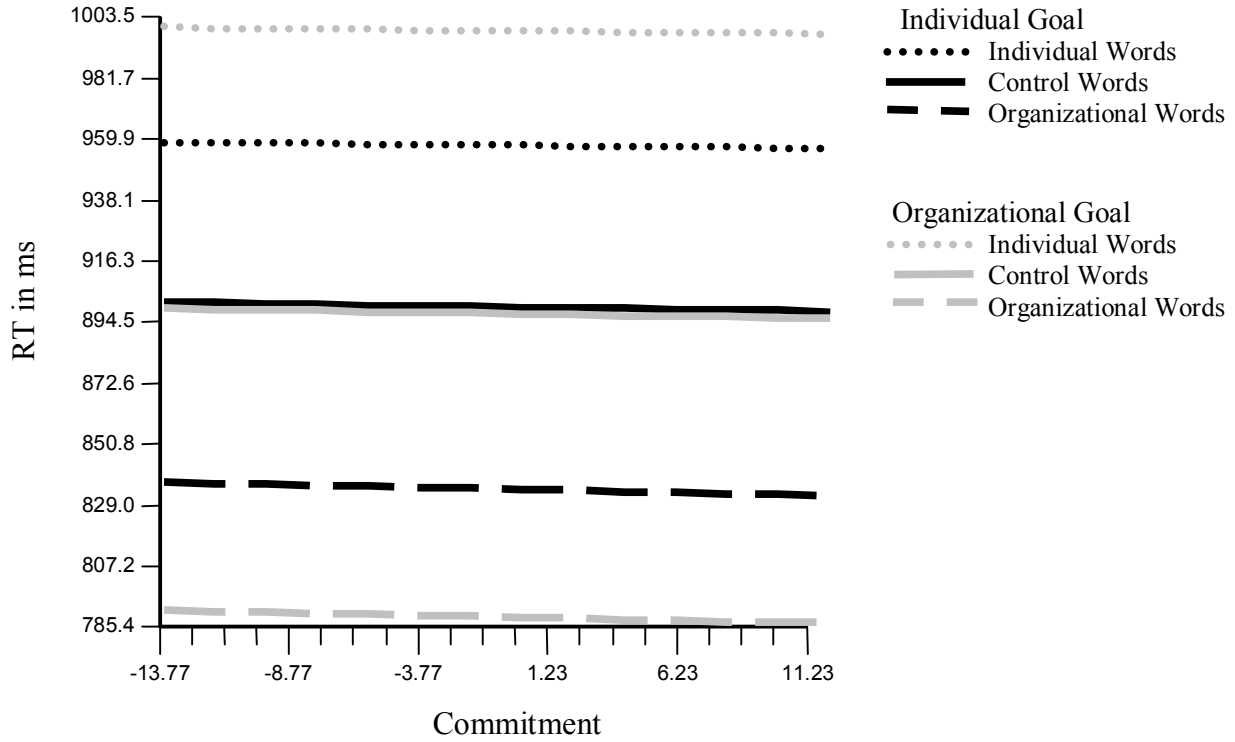 1003.5
981.7
959.9
938.1
916.3
894.5
872.6
850.8
829.0
807.2
785.4
RT in ms
-13.77 -8.77 -3.77 1.23 6.23 11.23
Commitment
Individual Goal
Individual Words
Control Words
Organizational Words
Organizational Goal
Individual Words
Control Words
Organizational Words